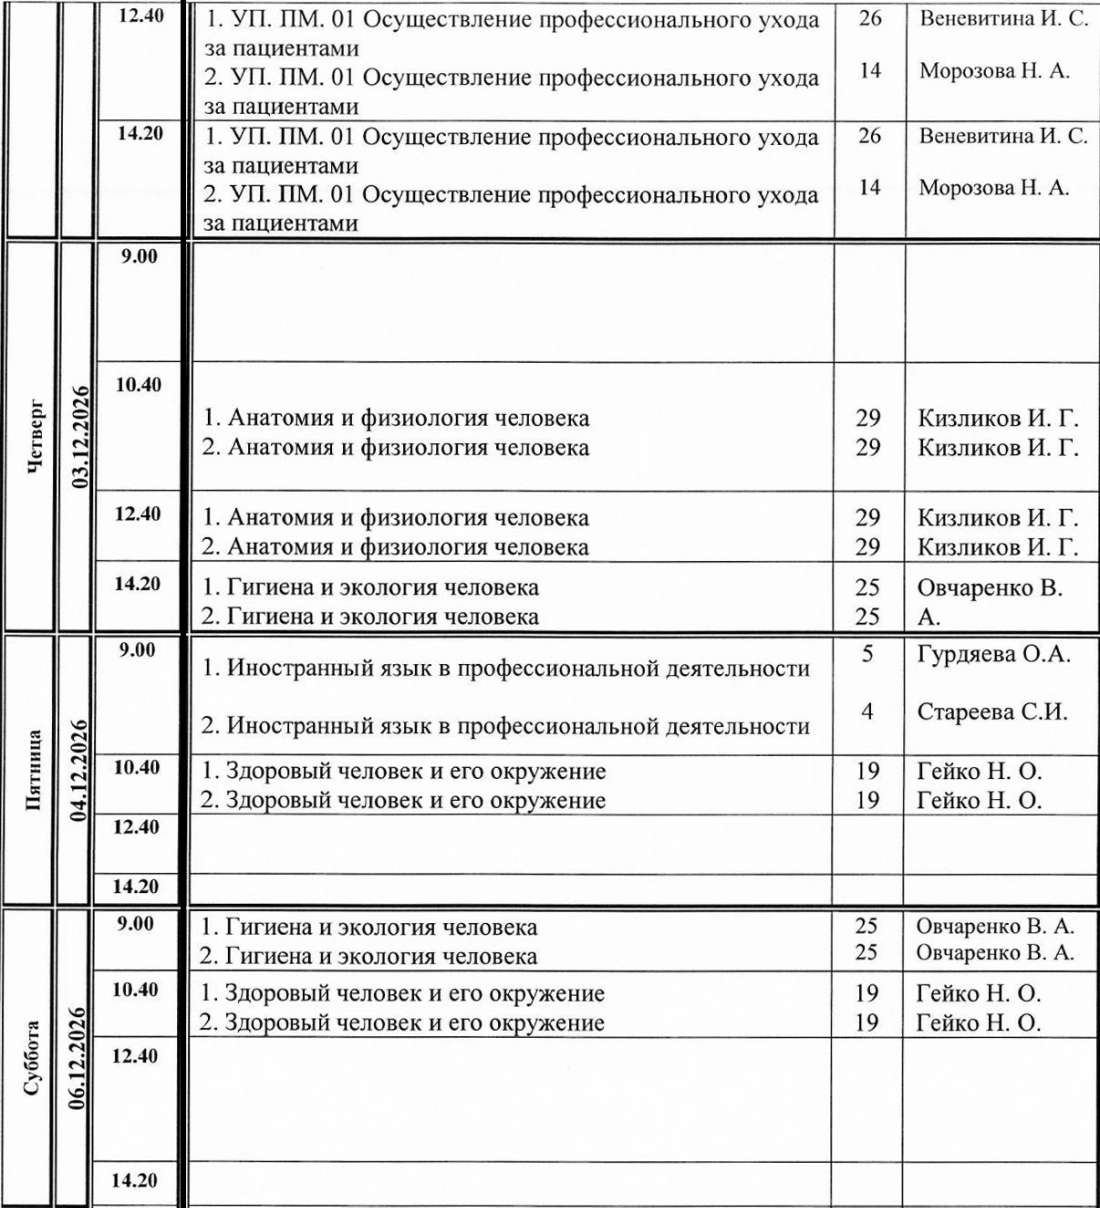 12.40
1. УП. ПМ. 01 Осуществление профессионального ухода 26 Веневитина И. С.
за пациентами
2. УП. ПМ. 01 Осуществление профессионального ухода 14 Морозова Н. А.
за пациентами
14.20
1. УП. ПМ. 01 Осуществление профессионального ухода 26 Веневитина И. С.
за пациентами
2. УП. ПМ. 01 Осуществление профессионального ухода 14 Морозова Н. А.
за пациентами
Четверг
03.12.2026
9.00
10.40
1. Анатомия и физиология человека 29 Кизликов И. Г.
2. Анатомия и физиология человека 29 Кизликов И. Г.
12.40
1. Анатомия и физиология человека 29 Кизликов И. Г.
2. Анатомия и физиология человека 29 Кизликов И. Г.
14.20
1. Гигиена и экология человека 25 Овчаренко В.
2. Гигиена и экология человека 25 А.
Пятница
04.12.2026
9.00
1. Иностранный язык в профессиональной деятельности 5 Гурдяева О.А.
2. Иностранный язык в профессиональной деятельности 4 Стареева С.И.
10.40
1. Здоровый человек и его окружение 19 Гейко Н. О.
2. Здоровый человек и его окружение 19 Гейко Н. О.
12.40
14.20
Суббота
06.12.2026
9.00
1. Гигиена и экология человека 25 Овчаренко В. А.
2. Гигиена и экология человека 25 Овчаренко В. А.
10.40
1. Здоровый человек и его окружение 19 Гейко Н. О.
2. Здоровый человек и его окружение 19 Гейко Н. О.
12.40
14.20